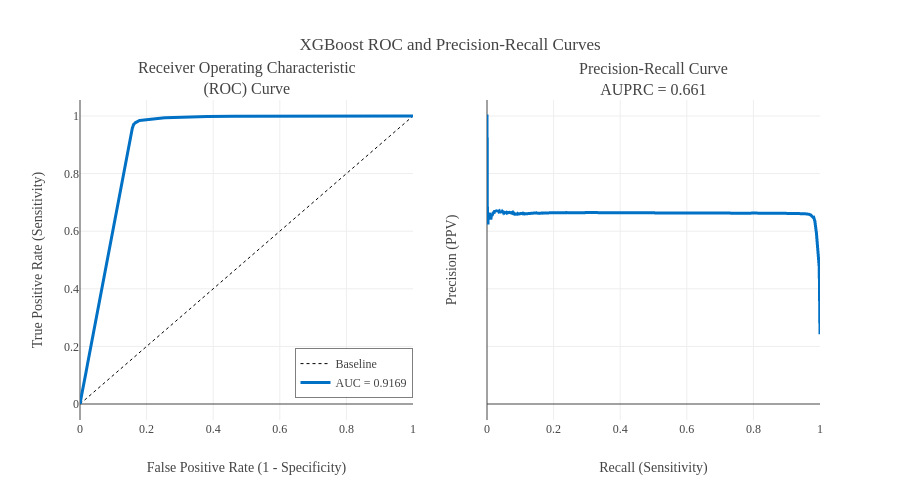 XGBoost ROC and Precision-Recall Curves
Receiver Operating Characteristic
(ROC) Curve
True Positive Rate (Sensitivity)
1
0.8
0.6
0.4
0.2
0
Baseline
AUC = 0.9169
0 0.2 0.4 0.6 0.8 1
False Positive Rate (1 - Specificity)
Precision-Recall Curve
AUPRC = 0.661
Precision (PPV)
0 0.2 0.4 0.6 0.8 1
Recall (Sensitivity)